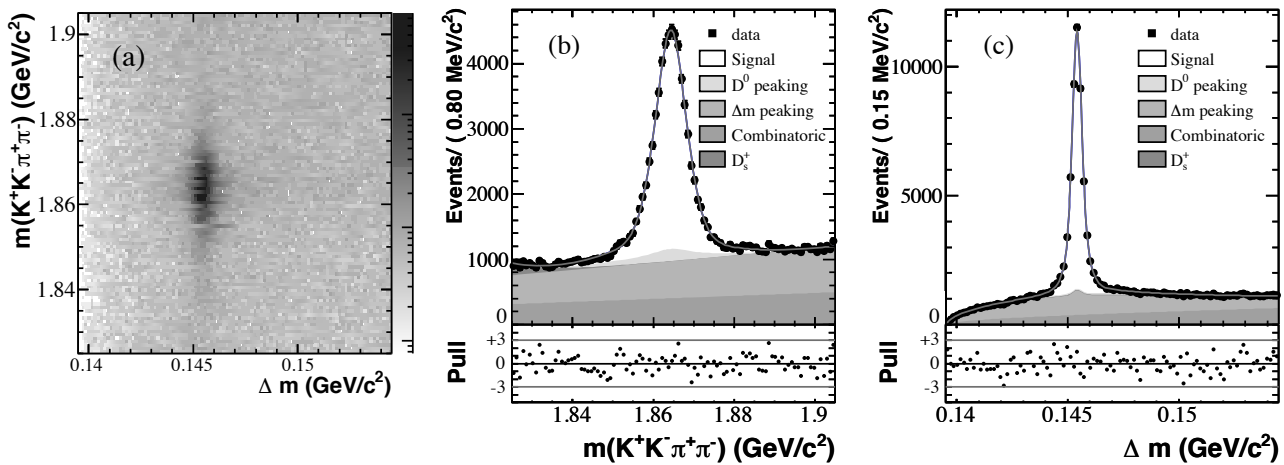 (a)
m(K⁺K⁻π⁺π⁻) (GeV/c²)
1.9
1.88
1.86
1.84
0.14 0.145 0.15
Δ m (GeV/c²)
(b)
Events/ ( 0.80 MeV/c²)
4000
3000
2000
1000
0
data
Signal
D⁰ peaking
Δm peaking
Combinatoric
Dₛ⁺
Pull
+3
0
-3
1.84 1.86 1.88 1.9
m(K⁺K⁻π⁺π⁻) (GeV/c²)
(c)
Events/ ( 0.15 MeV/c²)
10000
5000
0
data
Signal
D⁰ peaking
Δm peaking
Combinatoric
Dₛ⁺
Pull
+3
0
-3
0.14 0.145 0.15
Δ m (GeV/c²)